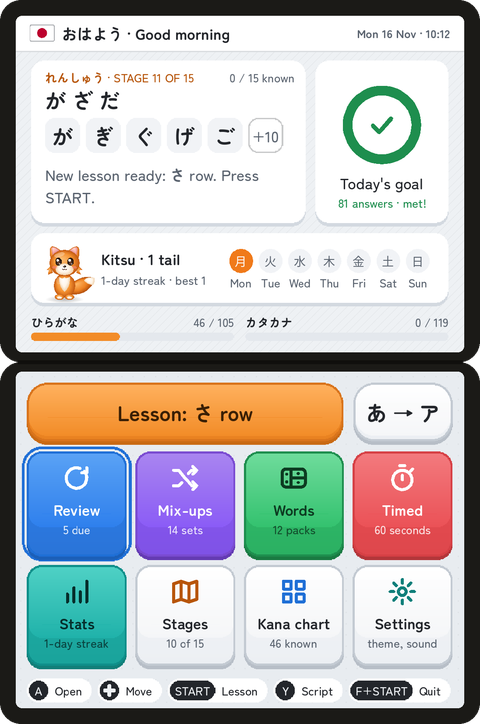 おはよう · Good morning
Mon 16 Nov · 10:12
れんしゅう · STAGE 11 OF 15
0 / 15 known
が ざ だ
が ぎ ぐ げ ご +10
New lesson ready: さ row. Press
START.
Today's goal
81 answers · met!
Kitsu · 1 tail
1-day streak · best 1
月 火 水 木 金 土 日
Mon Tue Wed Thu Fri Sat Sun
ひらがな 46 / 105
カタカナ 0 / 119
Lesson: さ row
あ → ア
Review
5 due
Mix-ups
14 sets
Words
12 packs
Timed
60 seconds
Stats
1-day streak
Stages
10 of 15
Kana chart
46 known
Settings
theme, sound
A Open
Move
START Lesson
Y Script
F+START Quit